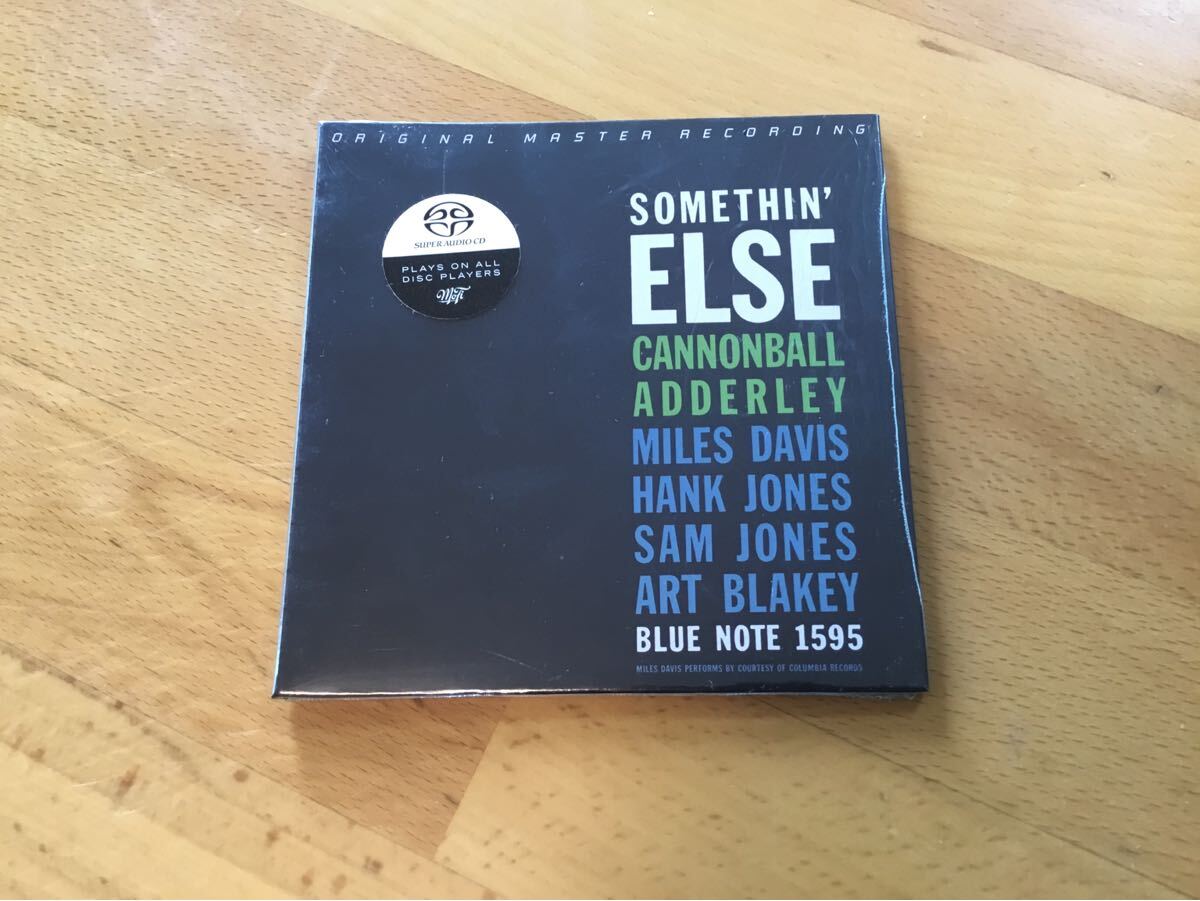 ORIGINAL MASTER RECORDING
SUPER AUDIO CD
PLAYS ON ALL
DISC PLAYERS
MoFi
SOMETHIN'
ELSE
CANNONBALL
ADDERLEY
MILES DAVIS
HANK JONES
SAM JONES
ART BLAKEY
BLUE NOTE 1595
MILES DAVIS PERFORMS BY COURTESY OF COLUMBIA RECORDS